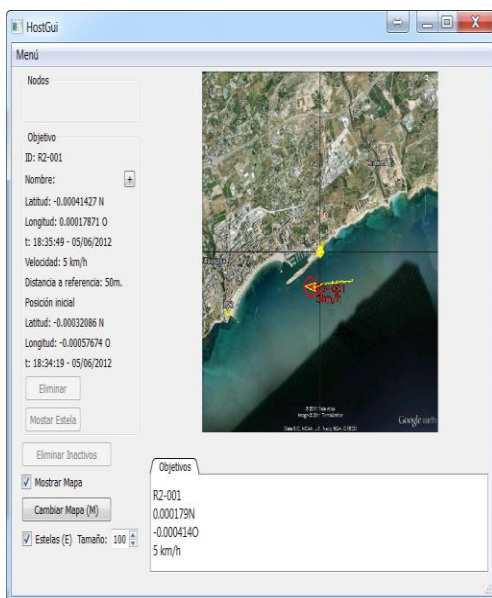 HostGui
Menú
Nodos
Objetivo
ID: R2-001
Nombre:
+
Latitud: -0.00041427 N
Longitud: 0.00017871 O
t: 18:35:49 - 05/06/2012
Velocidad: 5 km/h
Distancia a referencia: 50m.
Posición inicial
Latitud: -0.00032086 N
Longitud: -0.00057674 O
t: 18:34:19 - 05/06/2012
Eliminar
Mostar Estela
Eliminar Inactivos
Mostrar Mapa
Cambiar Mapa (M)
Estelas (E) Tamaño: 100
R2-001
Google earth
Objetivos
R2-001
0.000179N
-0.000414O
5 km/h